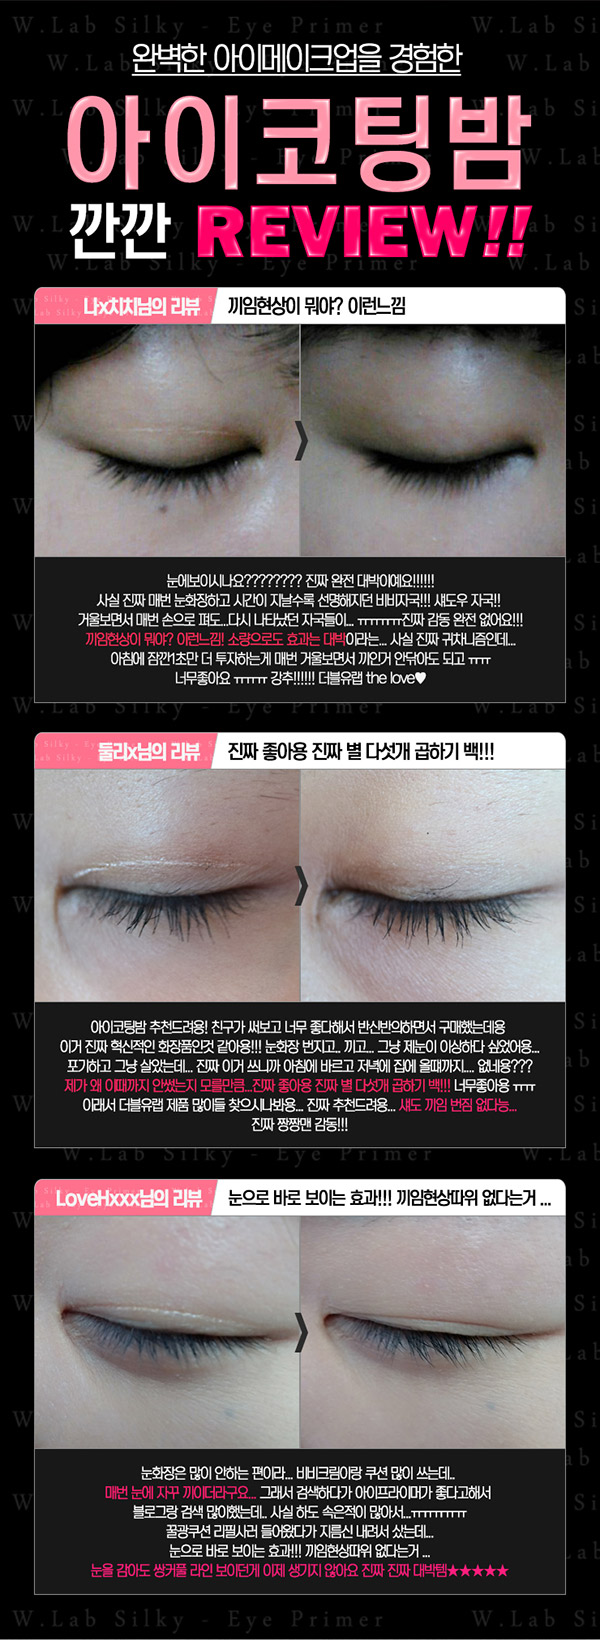 완벽한 아이메이크업을 경험한
아이코팅밤
깐깐 REVIEW!!
나x치치님의 리뷰 끼임현상이 뭐야? 이런느낌
눈에보이시나요???????? 진짜 완전 대박이예요!!!!!!
사실 진짜 매번 눈화장하고 시간이 지날수록 선명해지던 비비자국!!! 섀도우 자국!!
거울보면서 매번 손으로 펴도...다시 나타났던 자국들이... ㅠㅠㅠㅠㅠ진짜 감동 완전 없어요!!!
끼임현상이 뭐야? 이런느낌! 소량으로도 효과는 대박이라는... 사실 진짜 귀차니즘인데...
아침에 잠깐1초만 더 투자하는게 매번 거울보면서 끼인거 안닦아도 되고 ㅠㅠ
너무좋아요 ㅠㅠㅠ 강추!!!!!! 더블유랩 the love♥
둘리x님의 리뷰 진짜 좋아용 진짜 별 다섯개 곱하기 백!!!
아이코팅밤 추천드려용! 친구가 써보고 너무 좋다해서 반신반의하면서 구매했는데용
이거 진짜 혁신적인 화장품인것 같아용!!! 눈화장 번지고.. 끼고... 그냥 제눈이 이상하다 싶었어용...
포기하고 그냥 살았는데... 진짜 이거 쓰니까 아침에 바르고 저녁에 집에 올때까지.... 없네용???
제가 왜 이때까지 안썼는지 모를만큼...진짜 좋아용 진짜 별 다섯개 곱하기 백!!! 너무좋아용 ㅠㅠ
이래서 더블유랩 제품 많이들 찾으시나봐용... 진짜 추천드려용... 섀도 끼임 번짐 없다능...
진짜 짱짱맨 감동!!!
LoveHxxx님의 리뷰 눈으로 바로 보이는 효과!!! 끼임현상따위 없다는거 ...
눈화장은 많이 안하는 편이라... 비비크림이랑 쿠션 많이 쓰는데..
매번 눈에 자꾸 끼이더라구요... 그래서 검색하다가 아이프라이머가 좋다고해서
블로그랑 검색 많이했는데.. 사실 하도 속은적이 많아서...ㅠㅠㅠㅠㅠ
꿀광쿠션 리필사러 들어왔다가 지름신 내려서 샀는데...
눈으로 바로 보이는 효과!!! 끼임현상따위 없다는거 ...
눈을 감아도 쌍커풀 라인 보이던게 이제 생기지 않아요 진짜 진짜 대박템★★★★★
W.Lab Silky - Eye Primer